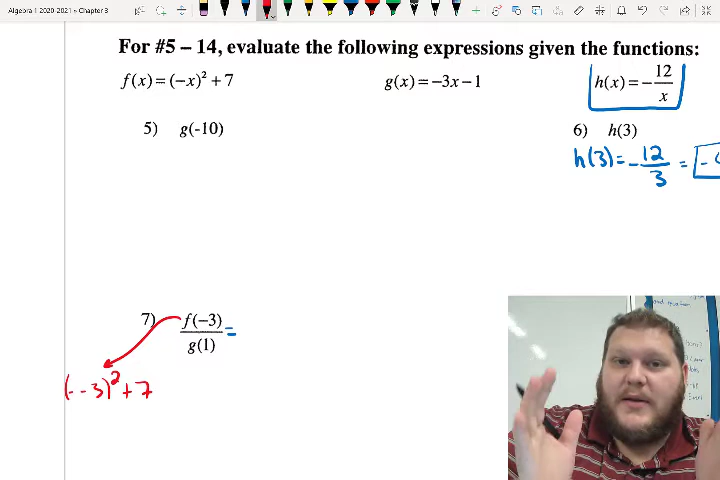 Algebra 1 2020-2021 » Chapter 3
For #5 – 14, evaluate the following expressions given the functions:
f(x) = (−x)² + 7    g(x) = −3x − 1    h(x) = −12/x
5) g(-10)    6) h(3)
h(3) = −12/3 =
7) f(−3)/g(1) =
(--3)² + 7